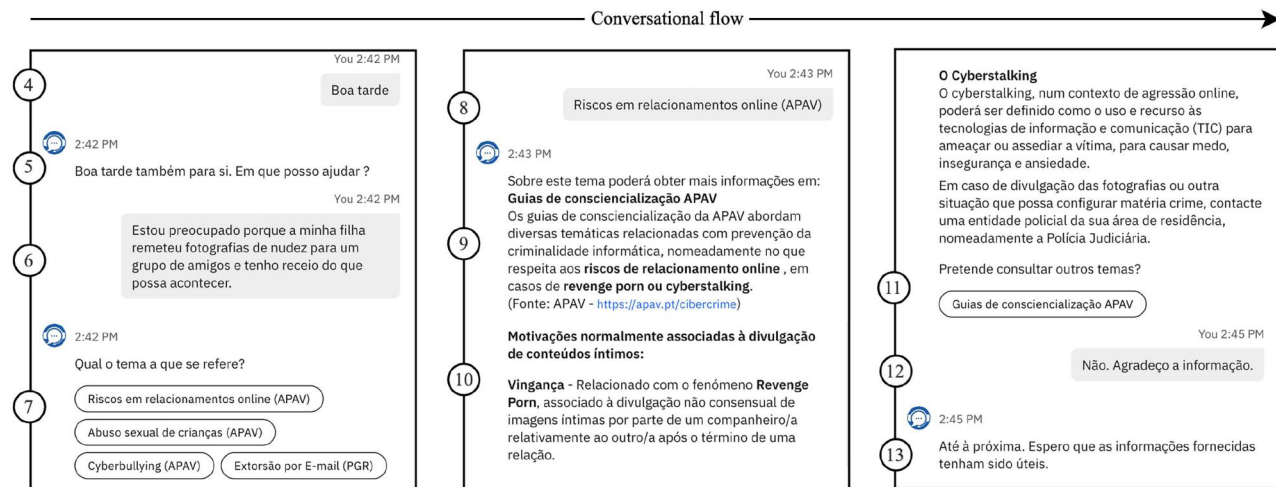 Conversational flow
4
You 2:42 PM
Boa tarde
5
2:42 PM
Boa tarde também para si. Em que posso ajudar ?
You 2:42 PM
6
Estou preocupado porque a minha filha
remeteu fotografias de nudez para um
grupo de amigos e tenho receio do que
possa acontecer.
2:42 PM
Qual o tema a que se refere?
7
Riscos em relacionamentos online (APAV)
Abuso sexual de crianças (APAV)
Cyberbullying (APAV)
Extorsão por E-mail (PGR)
You 2:43 PM
8
Riscos em relacionamentos online (APAV)
2:43 PM
9
Sobre este tema poderá obter mais informações em:
Guias de consciencialização APAV
Os guias de consciencialização da APAV abordam
diversas temáticas relacionadas com prevenção da
criminalidade informática, nomeadamente no que
respeita aos riscos de relacionamento online , em
casos de revenge porn ou cyberstalking.
(Fonte: APAV - https://apav.pt/cibercrime)
Motivações normalmente associadas à divulgação
de conteúdos íntimos:
10
Vingança - Relacionado com o fenómeno Revenge
Porn, associado à divulgação não consensual de
imagens íntimas por parte de um companheiro/a
relativamente ao outro/a após o término de uma
relação.
O Cyberstalking
O cyberstalking, num contexto de agressão online,
poderá ser definido como o uso e recurso às
tecnologias de informação e comunicação (TIC) para
ameaçar ou assediar a vítima, para causar medo,
insegurança e ansiedade.
Em caso de divulgação das fotografias ou outra
situação que possa configurar matéria crime, contacte
uma entidade policial da sua área de residência,
nomeadamente a Polícia Judiciária.
Pretende consultar outros temas?
11
Guias de consciencialização APAV
You 2:45 PM
12
Não. Agradeço a informação.
2:45 PM
13
Até à próxima. Espero que as informações fornecidas
tenham sido úteis.